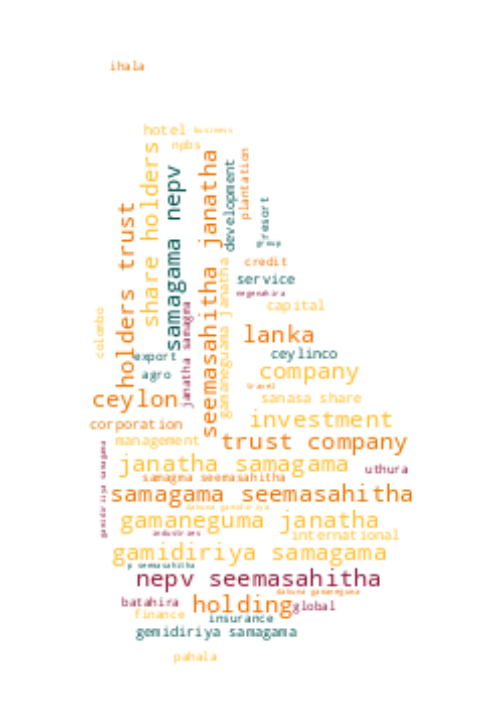 ihala
hotel
business
npbs
share holders
holders trust
samagama nepv
seemasahitha janatha
development
plantation
resort
group
credit
service
capital
gamaneguma janatha
janatha samagma
colombo
lanka
export
ceylinco
agro
company
travel
ceylon
sanasa share
investment
corporation
management
trust company
janatha samagama
uthura
samagma seemasahitha
gamidiriya samagama
samagama seemasahitha
dakuna gamidiriya
gamaneguma janatha
industries
international
gamidiriya samagama
p seemasahitha
nepv seemasahitha
dakuna gamaneguma
batahira
holding
global
finance
insurance
gemidiriya samagama
pahala